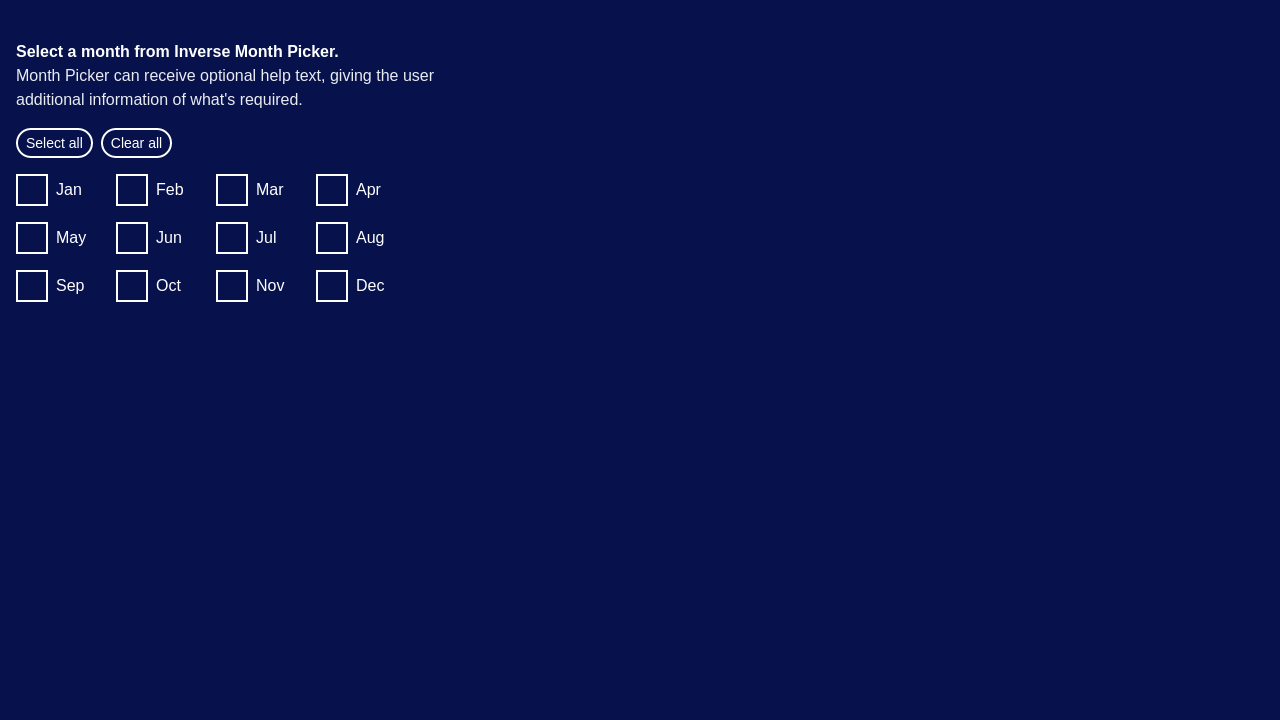 Select a month from Inverse Month Picker.
Month Picker can receive optional help text, giving the user
additional information of what's required.
Select all Clear all
Jan Feb Mar Apr
May Jun Jul Aug
Sep Oct Nov Dec